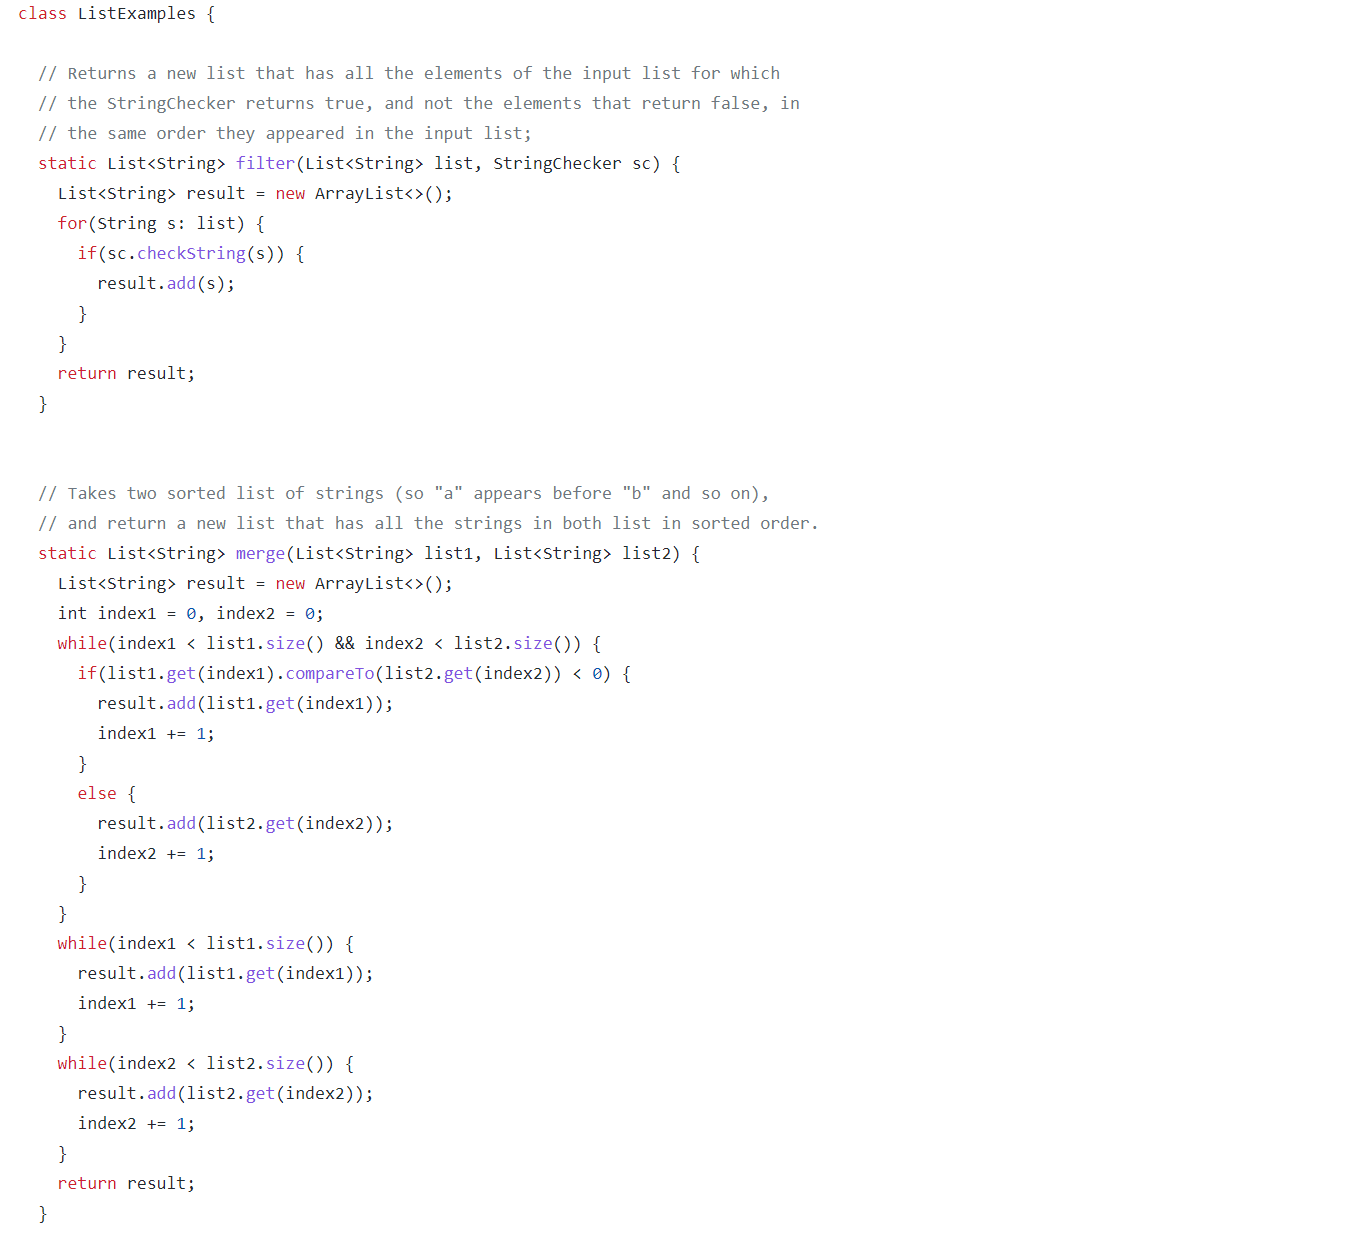 class ListExamples {
// Returns a new list that has all the elements of the input list for which
// the StringChecker returns true, and not the elements that return false, in
// the same order they appeared in the input list;
static List<String> filter(List<String> list, StringChecker sc) {
List<String> result = new ArrayList<>();
for(String s: list) {
if(sc.checkString(s)) {
result.add(s);
}
}
return result;
}
// Takes two sorted list of strings (so "a" appears before "b" and so on),
// and return a new list that has all the strings in both list in sorted order.
static List<String> merge(List<String> list1, List<String> list2) {
List<String> result = new ArrayList<>();
int index1 = 0, index2 = 0;
while(index1 < list1.size() && index2 < list2.size()) {
if(list1.get(index1).compareTo(list2.get(index2)) < 0) {
result.add(list1.get(index1));
index1 += 1;
}
else {
result.add(list2.get(index2));
index2 += 1;
}
}
while(index1 < list1.size()) {
result.add(list1.get(index1));
index1 += 1;
}
while(index2 < list2.size()) {
result.add(list2.get(index2));
index2 += 1;
}
return result;
}